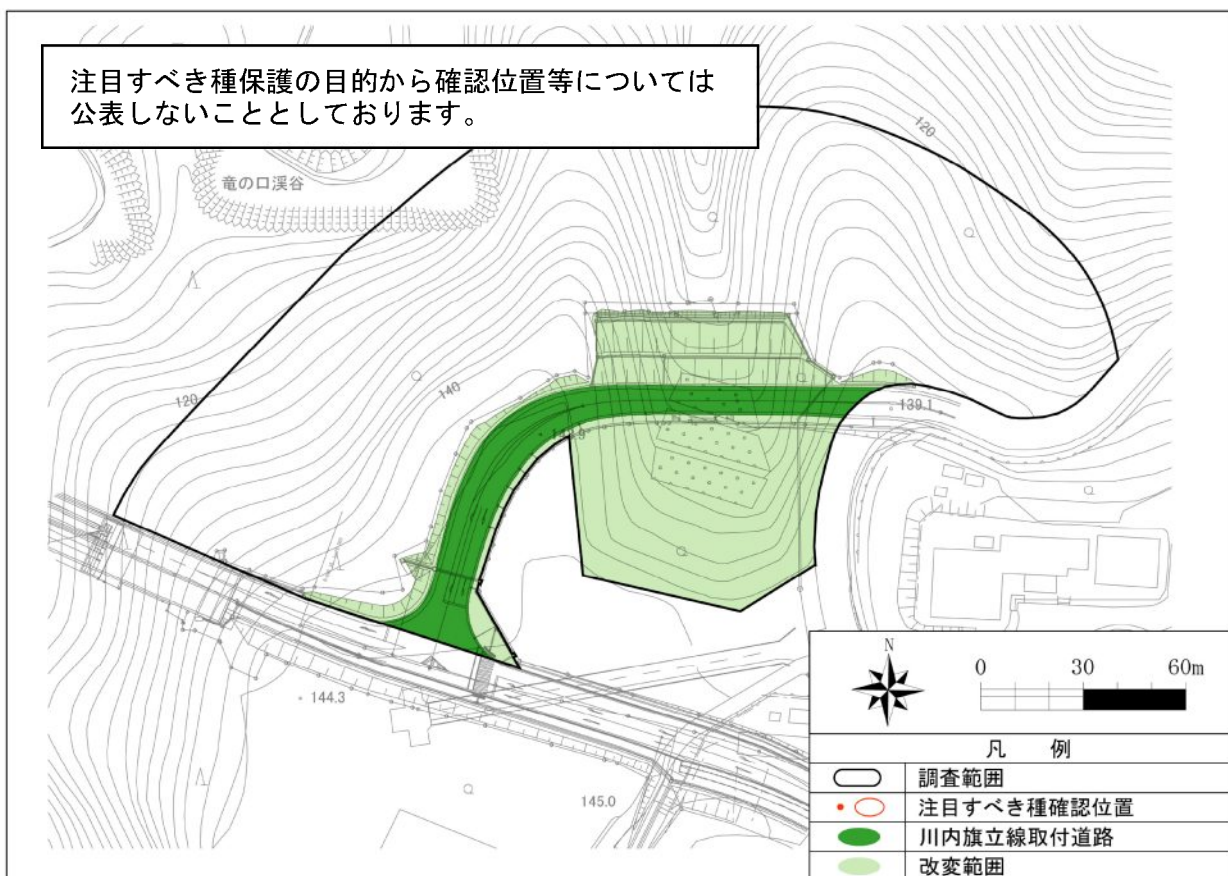 注目すべき種保護の目的から確認位置等については
公表しないこととしております。
120
竜の口渓谷
140
120
139.1
144.3
145.0
N
0 30 60m
凡 例
調査範囲
注目すべき種確認位置
川内旗立線取付道路
改変範囲